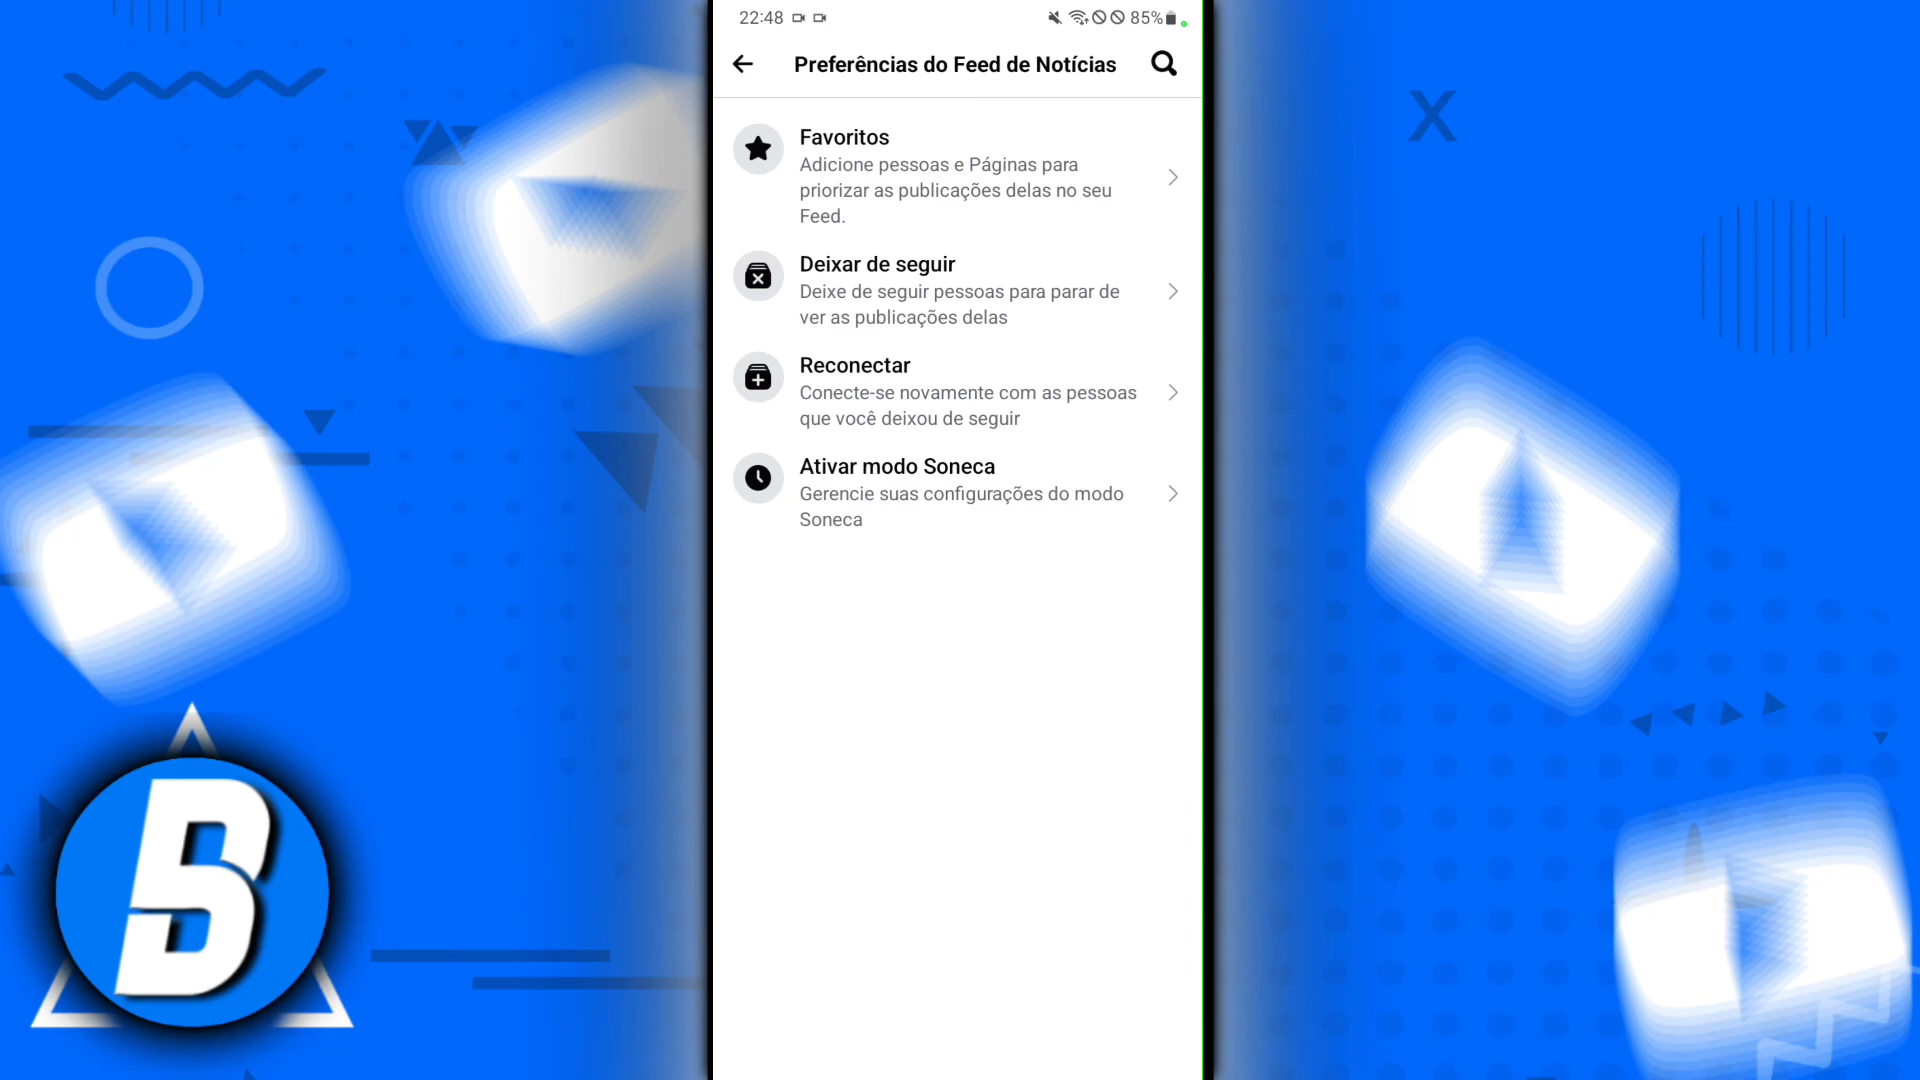 22:48
85%
Preferências do Feed de Notícias
Favoritos
Adicione pessoas e Páginas para
priorizar as publicações delas no seu
Feed.
Deixar de seguir
Deixe de seguir pessoas para parar de
ver as publicações delas
Reconectar
Conecte-se novamente com as pessoas
que você deixou de seguir
Ativar modo Soneca
Gerencie suas configurações do modo
Soneca
B